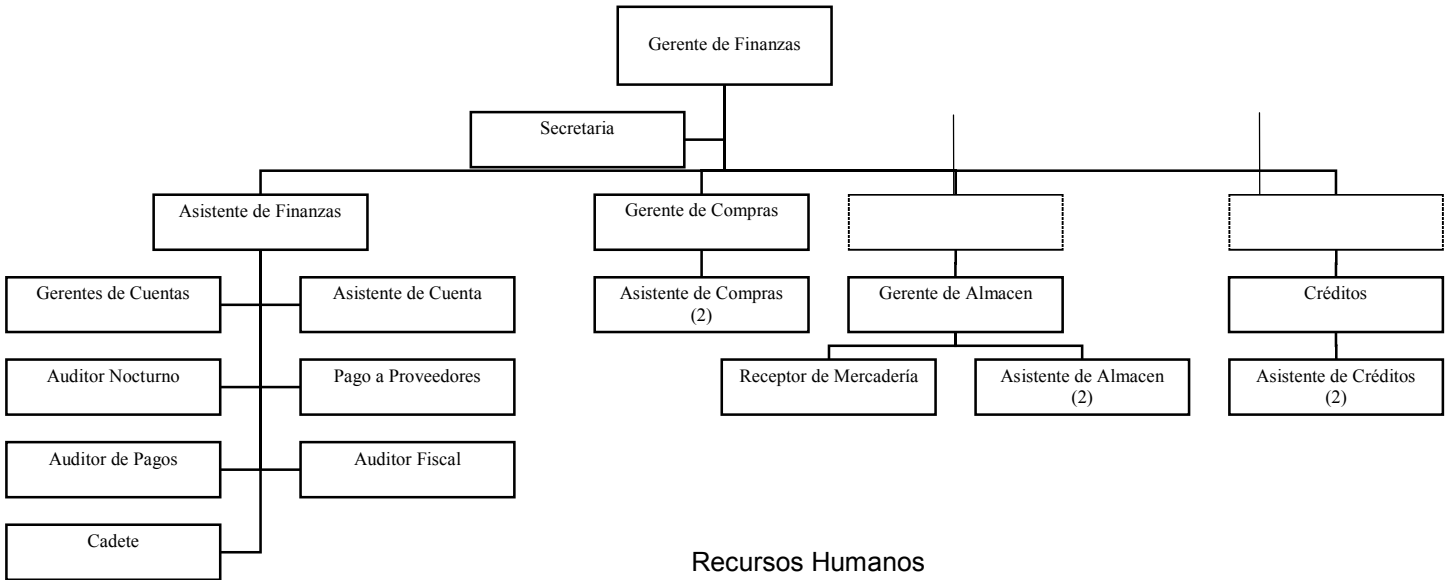 Gerente de Finanzas
Secretaria
Asistente de Finanzas
Gerente de Compras
Gerentes de Cuentas
Asistente de Cuenta
Asistente de Compras
(2)
Gerente de Almacen
Créditos
Auditor Nocturno
Pago a Proveedores
Receptor de Mercadería
Asistente de Almacen
(2)
Asistente de Créditos
(2)
Auditor de Pagos
Auditor Fiscal
Cadete
Recursos Humanos